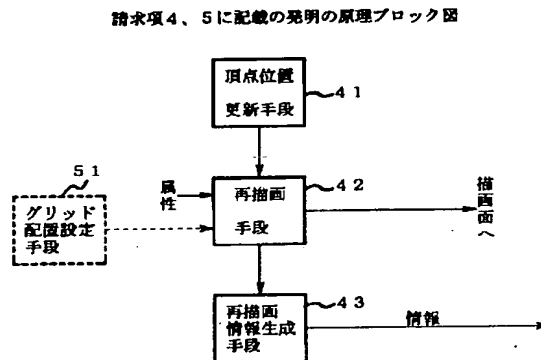 請求項4、5に記載の発明の原理ブロック図
頂点位置
更新手段
41
51
グリッド
配置設定
手段
属性
再描画
手段
42
描画面へ
再描画
情報生成
手段
43
情報